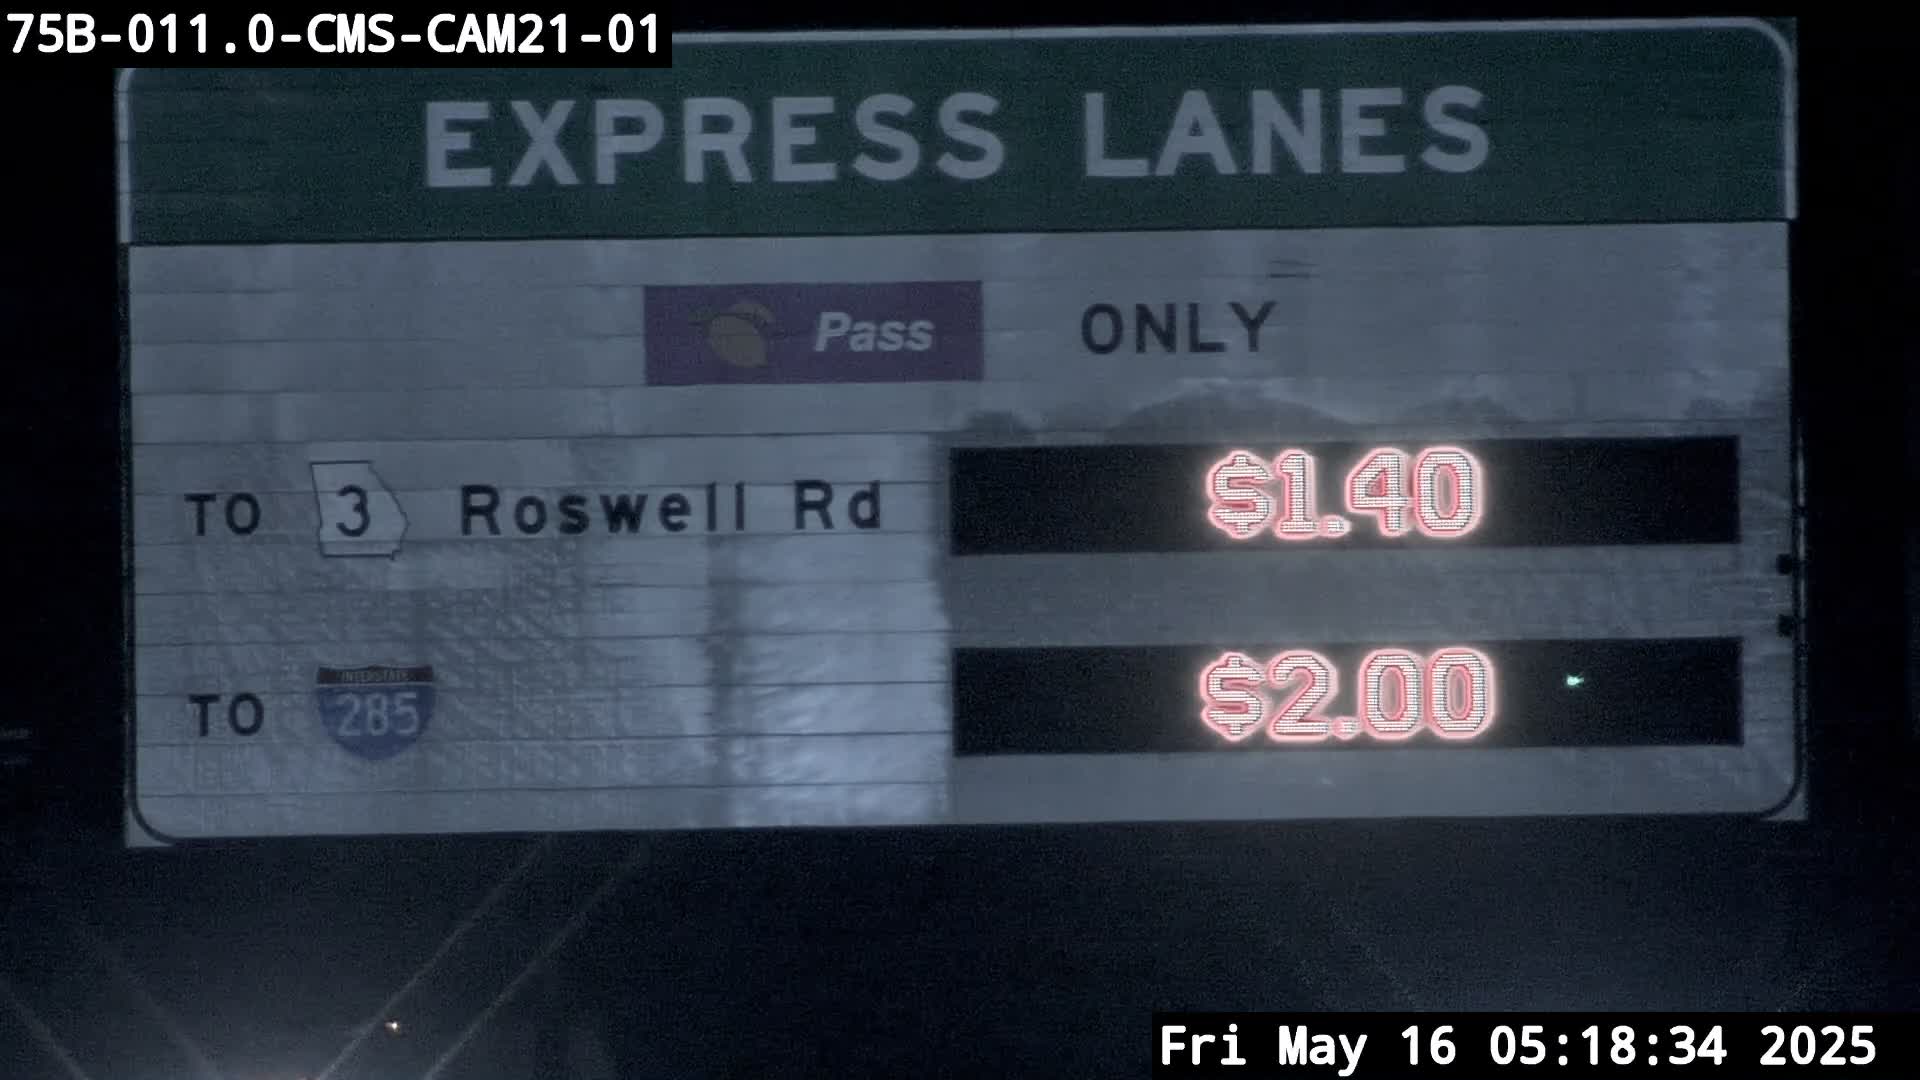 75B-011.0-CMS-CAM21-01
EXPRESS LANES
Pass ONLY
TO 3 Roswell Rd $1.40
TO INTERSTATE 285 $2.00
Fri May 16 05:18:34 2025